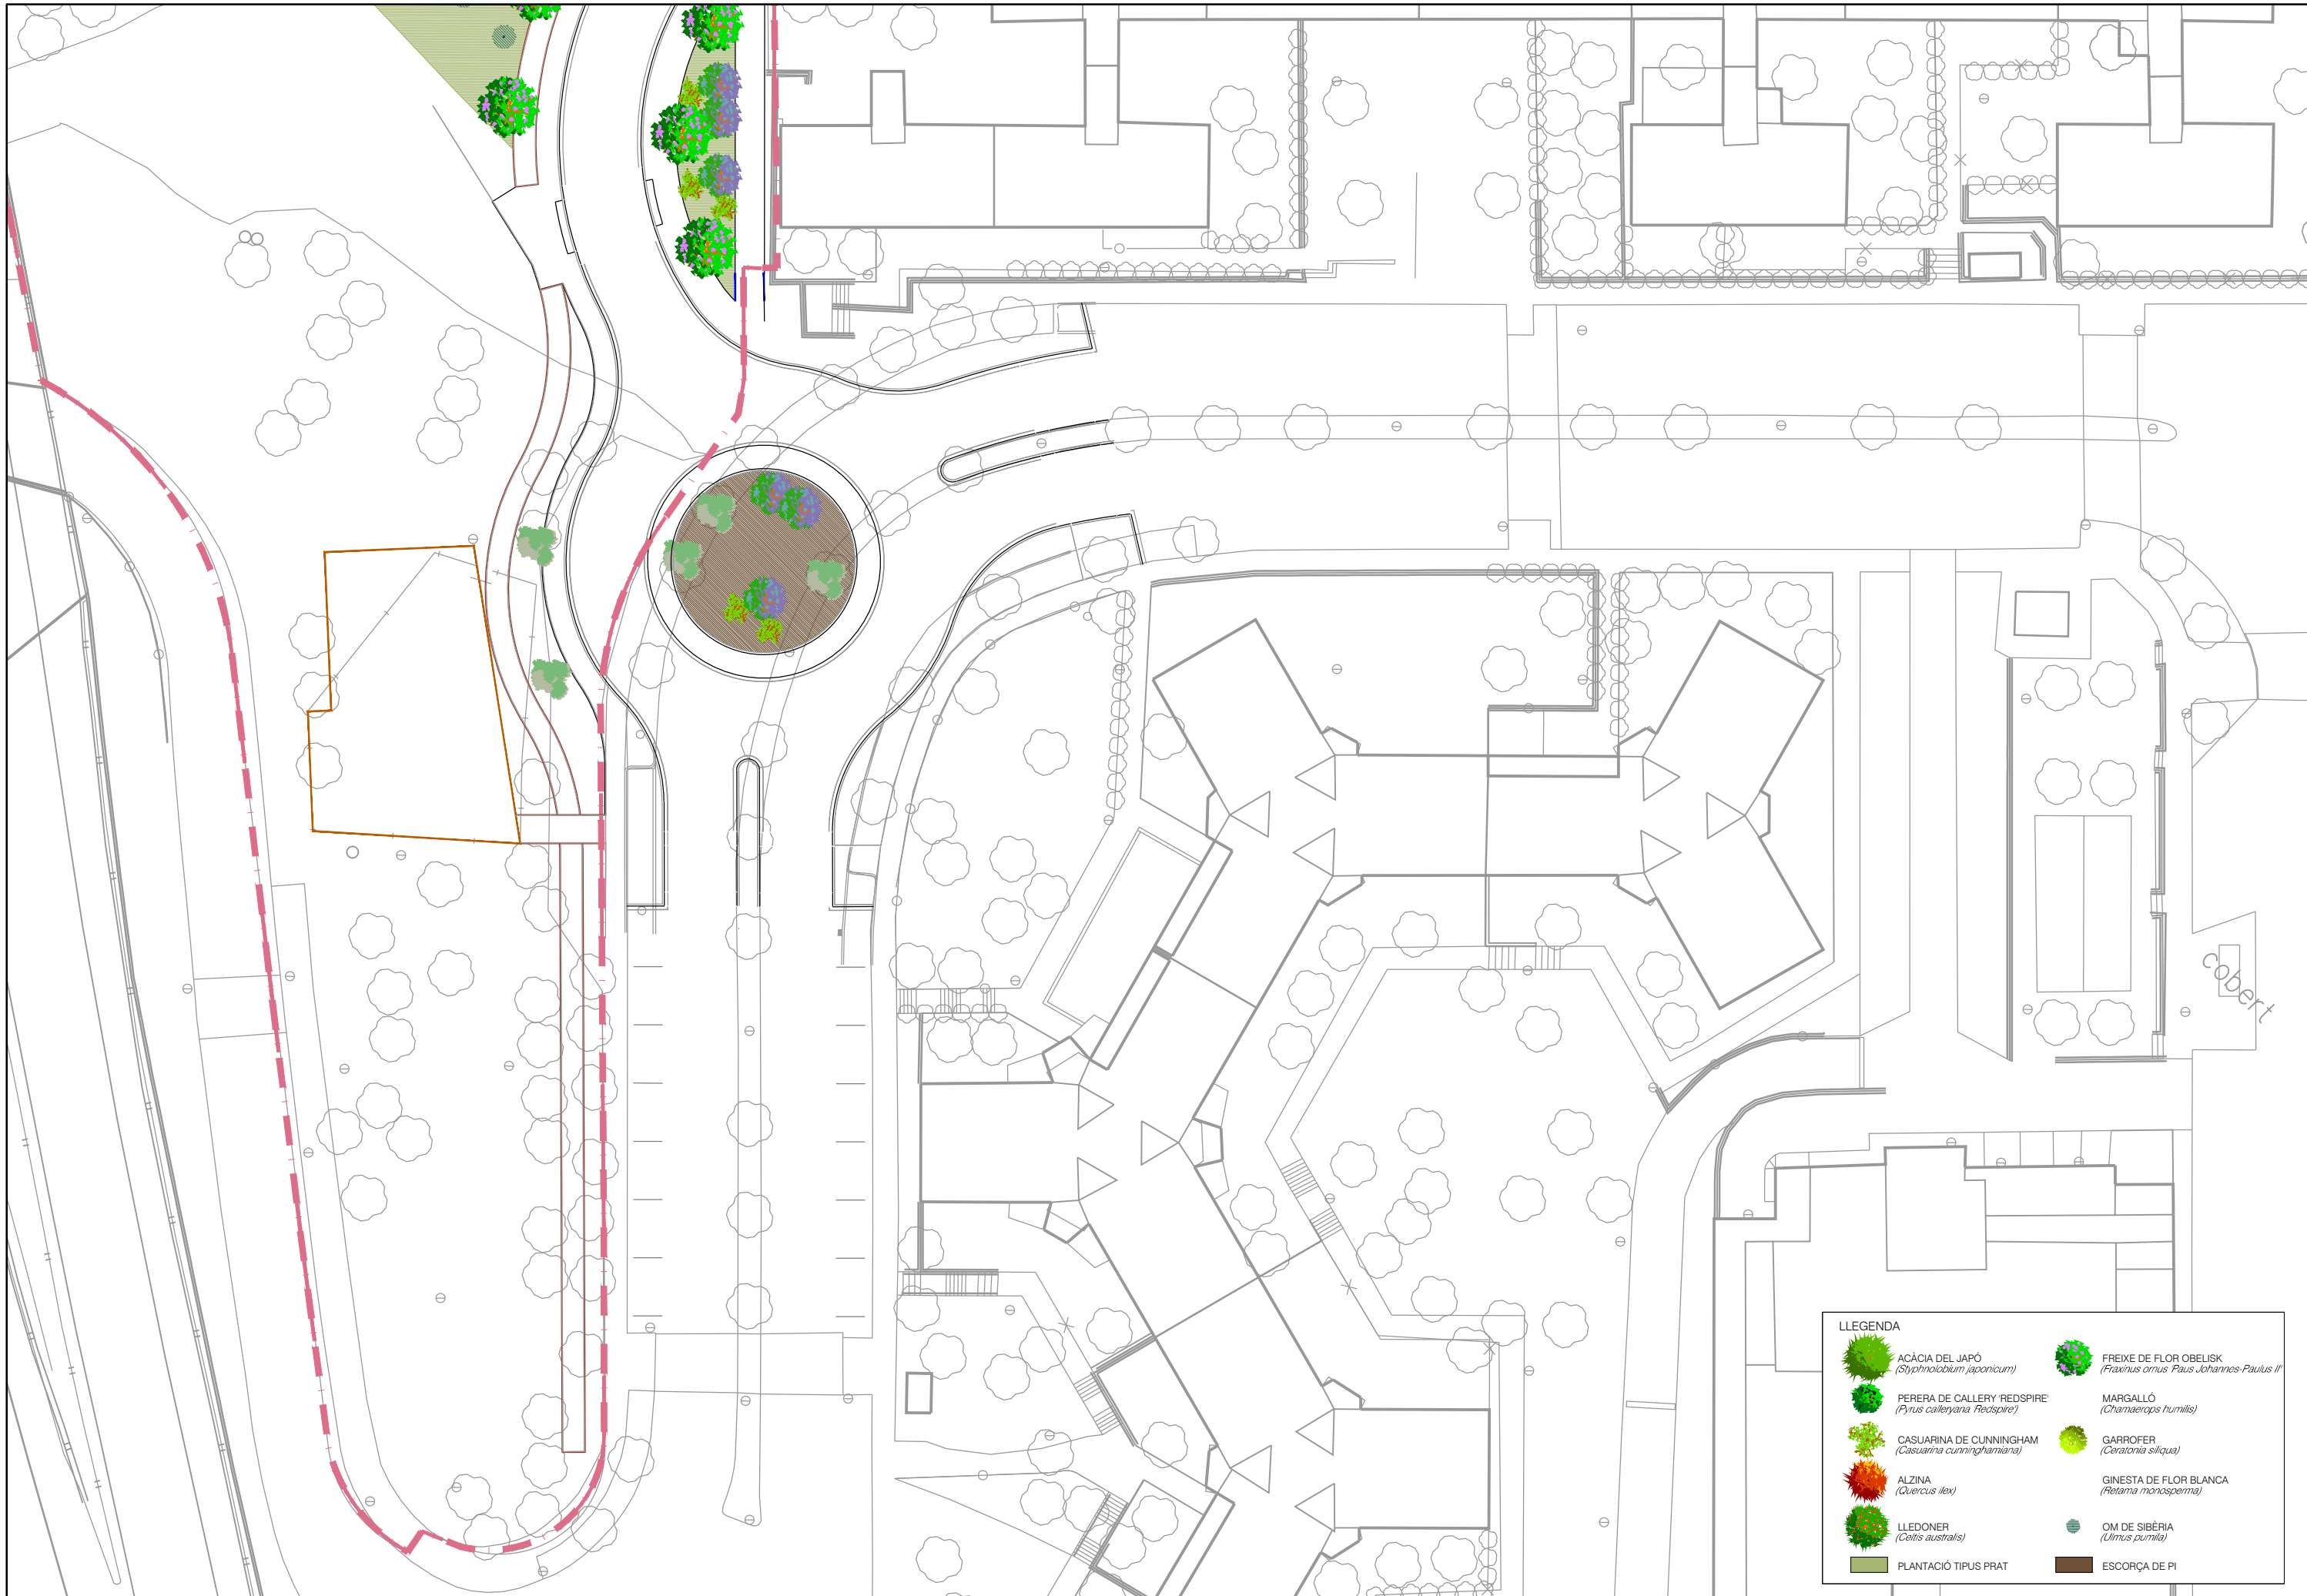 cobert
LLEGENDA
ACÀCIA DEL JAPÓ
(Styphnolobium japonicum)
PERERA DE CALLERY 'REDSPIRE'
(Pyrus calleryana 'Redspire')
CASUARINA DE CUNNINGHAM
(Casuarina cunninghamiana)
ALZINA
(Quercus ilex)
LLEDONER
(Celtis australis)
PLANTACIÓ TIPUS PRAT
FREIXE DE FLOR OBELISK
(Fraxinus ornus 'Paus Johannes-Paulus II'
MARGALLÓ
(Chamaerops humilis)
GARROFER
(Ceratonia siliqua)
GINESTA DE FLOR BLANCA
(Retama monosperma)
OM DE SIBÈRIA
(Ulmus pumila)
ESCORÇA DE PI